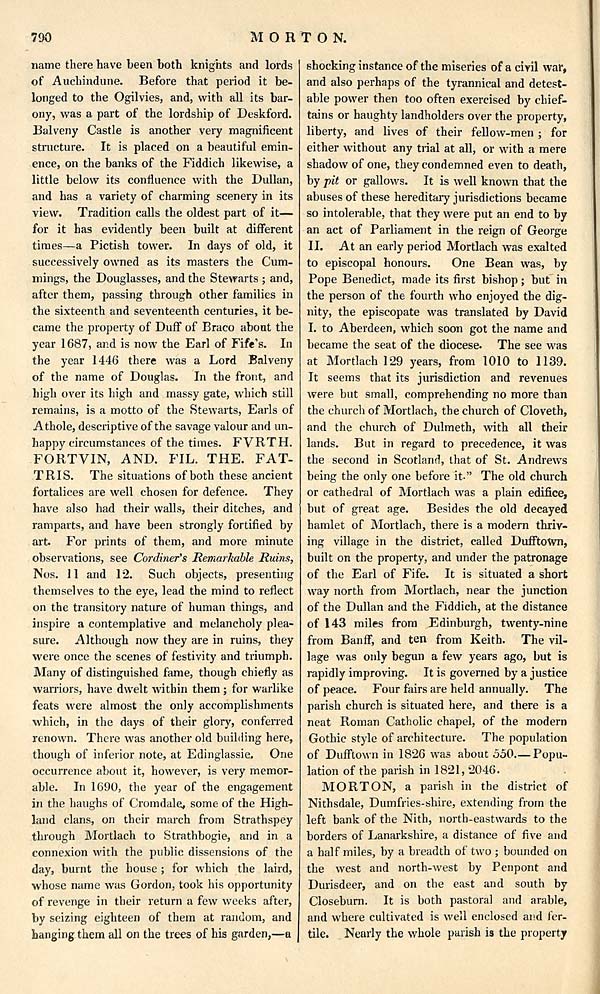 790
MORTON.
name there have been both knights and lords
of Auchindune. Before that period it be-
longed to the Ogilvies, and, with all its bar-
ony, was a part of the lordship of Deskford.
Balveny Castle is another very magnificent
structure. It is placed on a beautiful emin-
ence, on the banks of the Fiddich likewise, a
little below its confluence with the Dullan,
and has a variety of charming scenery in its
view. Tradition calls the oldest part of it—
for it has evidently been built at different
times—a Pictish tower. In days of old, it
successively owned as its masters the Cum-
mings, the Douglasses, and the Stewarts; and,
after them, passing through other families in
the sixteenth and seventeenth centuries, it be-
came the property of Duff of Braco about the
year 1687, and is now the Earl of Fife's. In
the year 1446 there was a Lord Balveny
of the name of Douglas. In the front, and
high over its high and massy gate, which still
remains, is a motto of the Stewarts, Earls of
Athole, descriptive of the savage valour and un-
happy circumstances of the times. FVRTH.
FORTVIN, AND. FIL. THE. FAT-
TRIS. The situations of both these ancient
fortalices are well chosen for defence. They
have also had their walls, their ditches, and
ramparts, and have been strongly fortified by
art. For prints of them, and more minute
observations, see Cordiner's Remarkable Ruins,
Nos. 11 and 12. Such objects, presenting
themselves to the eye, lead the mind to reflect
on the transitory nature of human things, and
inspire a contemplative and melancholy plea-
sure. Although now they are in ruins, they
were once the scenes of festivity and triumph.
Many of distinguished fame, though chiefly as
warriors, have dwelt within them; for warlike
feats were almost the only accomplishments
which, in the days of their glory, conferred
renown. There was another old building here,
though of inferior note, at Edinglassie. One
occurrence about it, however, is very memor-
able. In 1690, the year of the engagement
in the haughs of Cromdale, some of the High-
land clans, on their march from Strathspey
through Mortlach to Strathbogie, and in a
connexion with the public dissensions of the
day, burnt the house; for which the laird,
whose name was Gordon, took his opportunity
of revenge in their return a few weeks after,
by seizing eighteen of them at random, and
hanging them all on the trees of his garden,—a
shocking instance of the miseries of a civil war,
and also perhaps of the tyrannical and detest-
able power then too often exercised by chief-
tains or haughty landholders over the property,
liberty, and lives of their fellow-men; for
either without any trial at all, or with a mere
shadow of one, they condemned even to death,
by pit or gallows. It is well known that the
abuses of these hereditary jurisdictions became
so intolerable, that they were put an end to by
an act of Parliament in the reign of George
II. At an early period Mortlach was exalted
to episcopal honours. One Bean was, by
Pope Benedict, made its first bishop; but in
the person of the fourth who enjoyed the dig-
nity, the episcopate was translated by David
I. to Aberdeen, which soon got the name and
became the seat of the diocese. The see was
at Mortlach 129 years, from 1010 to 1139.
It seems that its jurisdiction and revenues
were but small, comprehending no more than
the church of Mortlach, the church of Cloveth,
and the church of Dulmeth, with all their
lands. But in regard to precedence, it was
the second in Scotland, that of St. Andrews
being the only one before it." The old church
or cathedral of Mortlach was a plain edifice,
but of great age. Besides the old decayed
hamlet of Mortlach, there is a modern thriv-
ing village in the district, called Dufftown,
built on the property, and under the patronage
of the Earl of Fife. It is situated a short
way north from Mortlach, near the junction
of the Dullan and the Fiddich, at the distance
of 143 miles from Edinburgh, twenty-nine
from Banff, and ten from Keith. The vil-
lage was only begun a few years ago, but is
rapidly improving. It is governed by a justice
of peace. Four fairs are held annually. The
parish church is situated here, and there is a
neat Roman Catholic chapel, of the modern
Gothic style of architecture. The population
of Dufftown in 1826 was about 550.—Popu-
lation of the parish in 1821, 2046.
MORTON, a parish in the district of
Nithsdale, Dumfries-shire, extending from the
left bank of the Nith, north-eastwards to the
borders of Lanarkshire, a distance of five and
a half miles, by a breadth of two; bounded on
the west and north-west by Penpont and
Durisdeer, and on the east and south by
Closeburn. It is both pastoral and arable,
and where cultivated is well enclosed and fer-
tile. Nearly the whole parish is the property